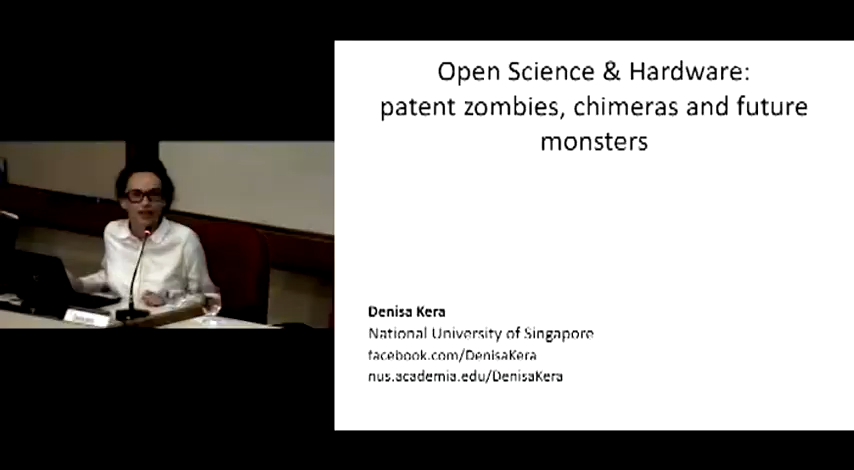 Open Science & Hardware:
patent zombies, chimeras and future
monsters
Denisa Kera
National University of Singapore
facebook.com/DenisaKera
nus.academia.edu/DenisaKera